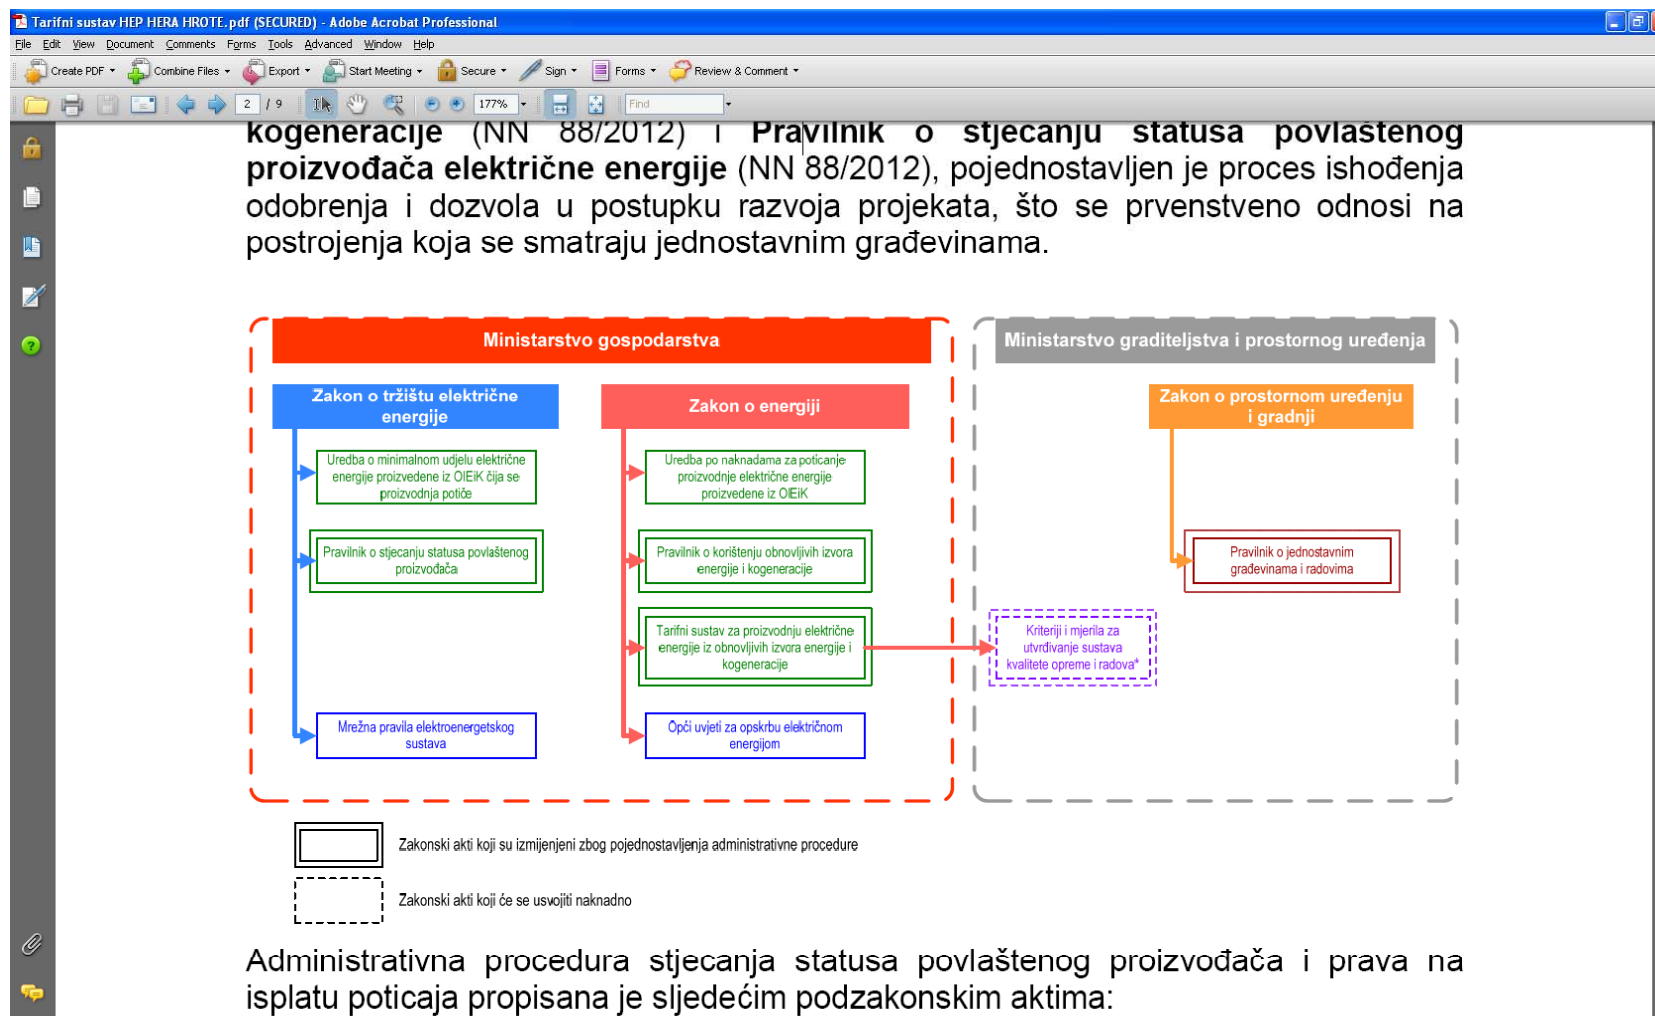 Tarifni sustav HEP HERA HROTE.pdf (SECURED) - Adobe Acrobat Professional
File Edit View Document Comments Forms Tools Advanced Window Help
Create PDF Combine Files Export Start Meeting Secure Sign Forms Review & Comment
2 / 9 177% Find
kogeneracije (NN 88/2012) i Pravilnik o stjecanju statusa povlaštenog
proizvođača električne energije (NN 88/2012), pojednostavljen je proces ishođenja
odobrenja i dozvola u postupku razvoja projekata, što se prvenstveno odnosi na
postrojenja koja se smatraju jednostavnim građevinama.
Ministarstvo gospodarstva
Zakon o tržištu električne
energije
Uredba o minimalnom udjelu električne
energije proizvedene iz OIEiK čija se
proizvodnja potiče
Pravilnik o stjecanju statusa povlaštenog
proizvođača
Mrežna pravila elektroenergetskog
sustava
Zakon o energiji
Uredba po naknadama za poticanje
proizvodnje električne energije
proizvedene iz OIEiK
Pravilnik o korištenju obnovljivih izvora
energije i kogeneracije
Tarifni sustav za proizvodnju električne
energije iz obnovljivih izvora energije i
kogeneracije
Opći uvjeti za opskrbu električnom
energijom
Ministarstvo graditeljstva i prostornog uređenja
Zakon o prostornom uređenju
i gradnji
Pravilnik o jednostavnim
građevinama i radovima
Kriteriji i mjerila za
utvrđivanje sustava
kvalitete opreme i radova*
Zakonski akti koji su izmijenjeni zbog pojednostavljenja administrativne procedure
Zakonski akti koji će se usvojiti naknadno
Administrativna procedura stjecanja statusa povlaštenog proizvođača i prava na
isplatu poticaja propisana je sljedećim podzakonskim aktima: